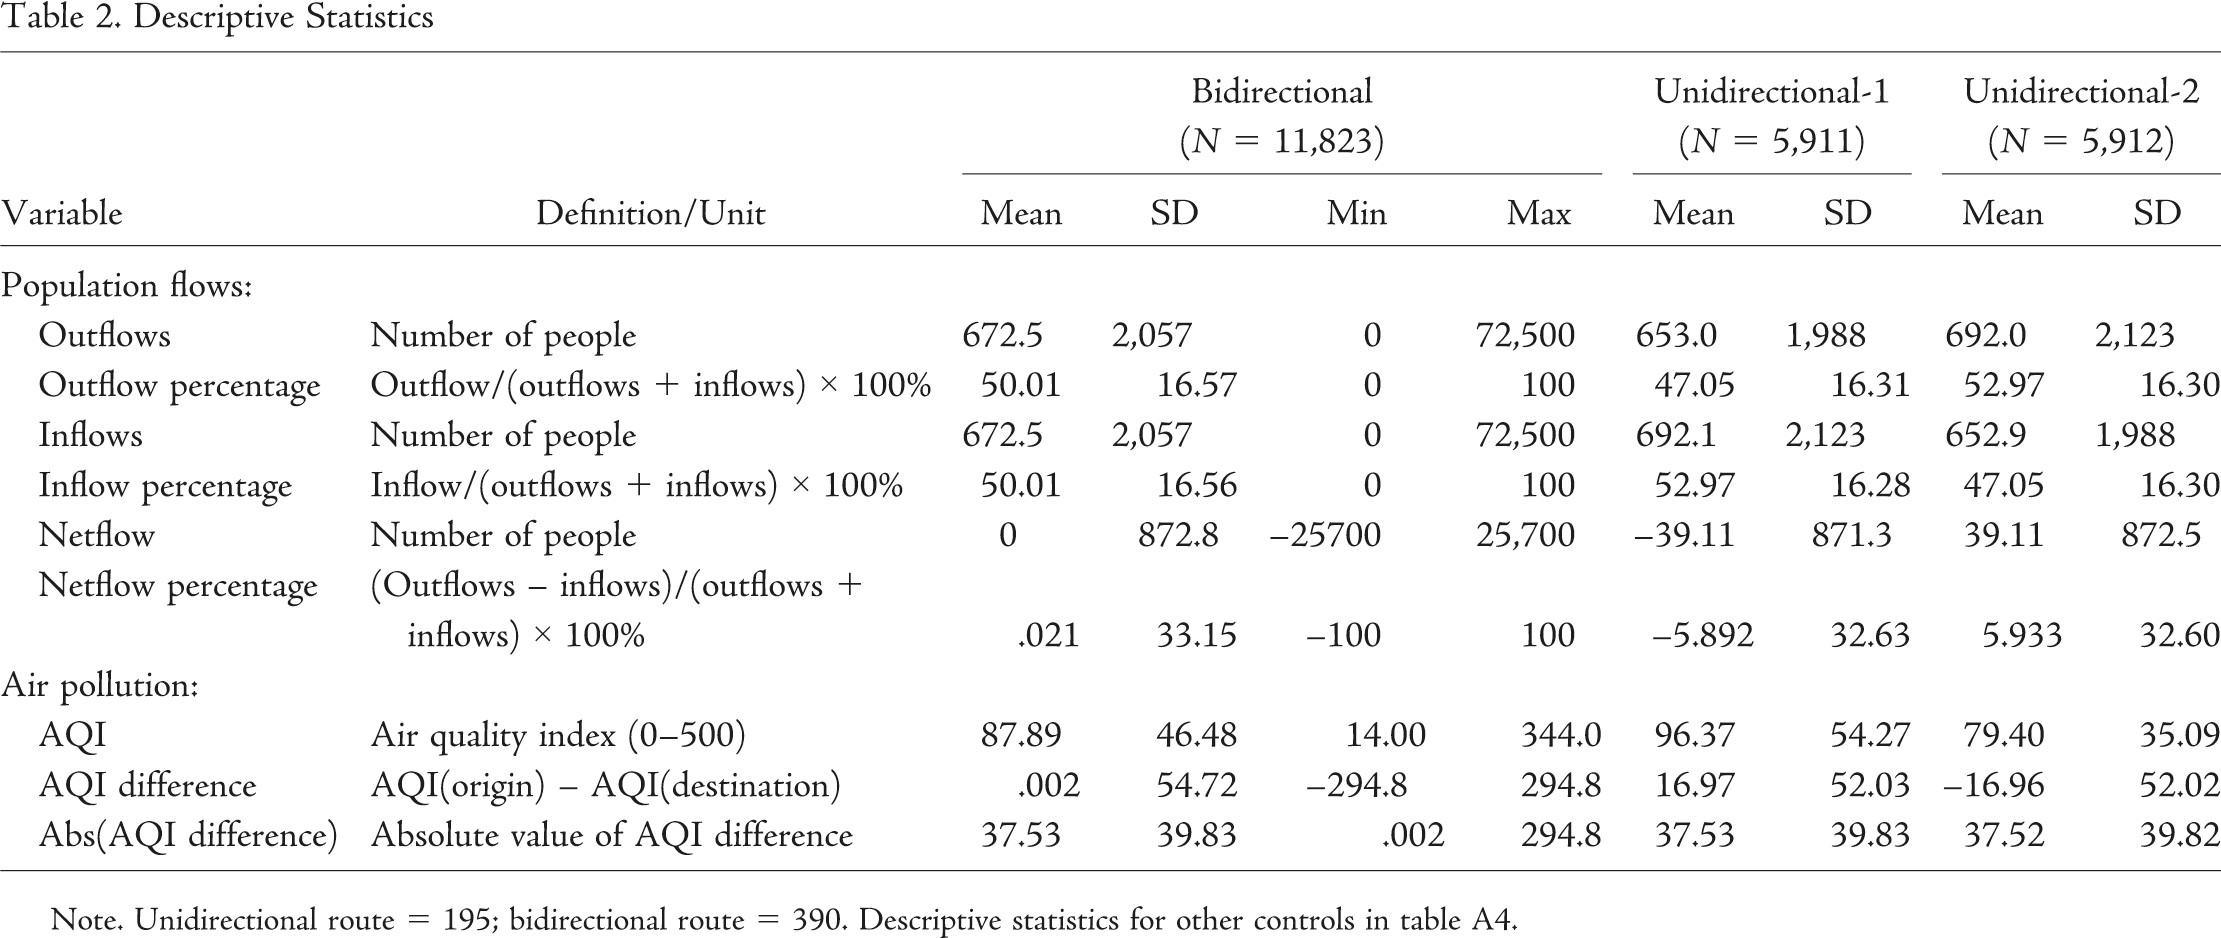 Table 2. Descriptive Statistics
Bidirectional Unidirectional-1 Unidirectional-2
(N = 11,823) (N = 5,911) (N = 5,912)
Variable Definition/Unit Mean SD Min Max Mean SD Mean SD
Population flows:
Outflows Number of people 672.5 2,057 0 72,500 653.0 1,988 692.0 2,123
Outflow percentage Outflow/(outflows + inflows) × 100% 50.01 16.57 0 100 47.05 16.31 52.97 16.30
Inflows Number of people 672.5 2,057 0 72,500 692.1 2,123 652.9 1,988
Inflow percentage Inflow/(outflows + inflows) × 100% 50.01 16.56 0 100 52.97 16.28 47.05 16.30
Netflow Number of people 0 872.8 –25700 25,700 –39.11 871.3 39.11 872.5
Netflow percentage (Outflows – inflows)/(outflows +
inflows) × 100% .021 33.15 –100 100 –5.892 32.63 5.933 32.60
Air pollution:
AQI Air quality index (0–500) 87.89 46.48 14.00 344.0 96.37 54.27 79.40 35.09
AQI difference AQI(origin) – AQI(destination) .002 54.72 –294.8 294.8 16.97 52.03 –16.96 52.02
Abs(AQI difference) Absolute value of AQI difference 37.53 39.83 .002 294.8 37.53 39.83 37.52 39.82
Note. Unidirectional route = 195; bidirectional route = 390. Descriptive statistics for other controls in table A4.